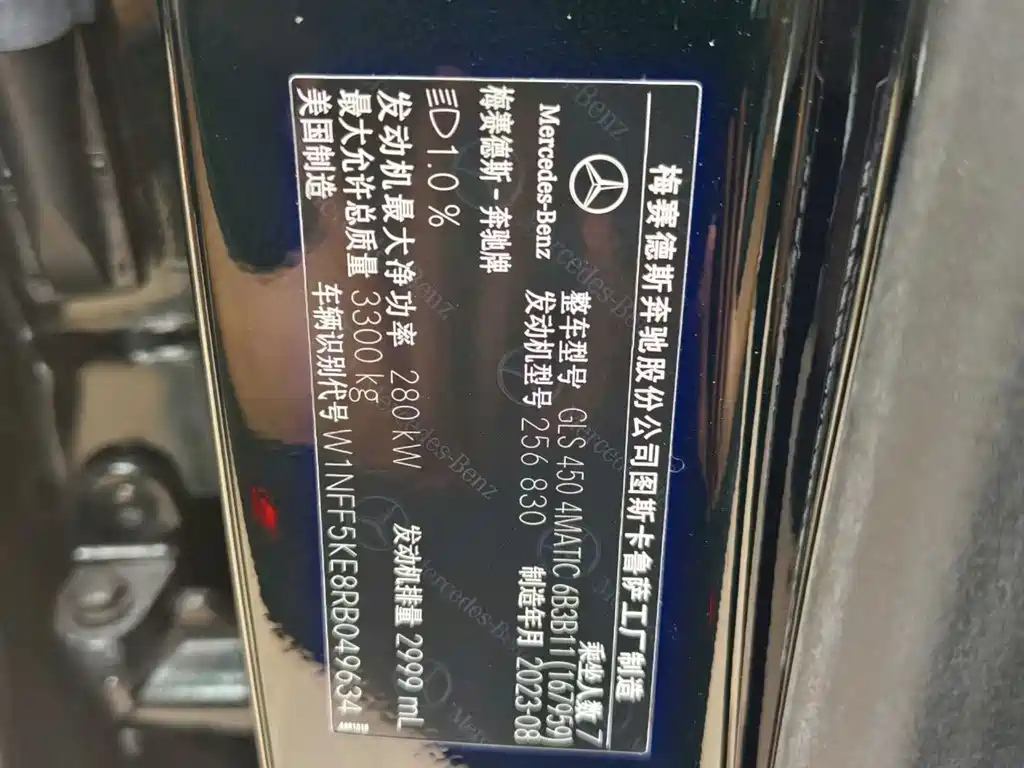 梅赛德斯奔驰股份公司图斯卡鲁萨工厂制造
乘坐人数 7
Mercedes-Benz
整车型号 GLS 450 4MATIC 6B3B11(167959)
发动机型号 256 830 制造年月 2023-08
梅赛德斯-奔驰牌
1.0%
发动机最大净功率 280 kW 发动机排量 2999 mL
最大允许总质量 3300 kg
美国制造 车辆识别代号 W1NFF5KE8RB049634